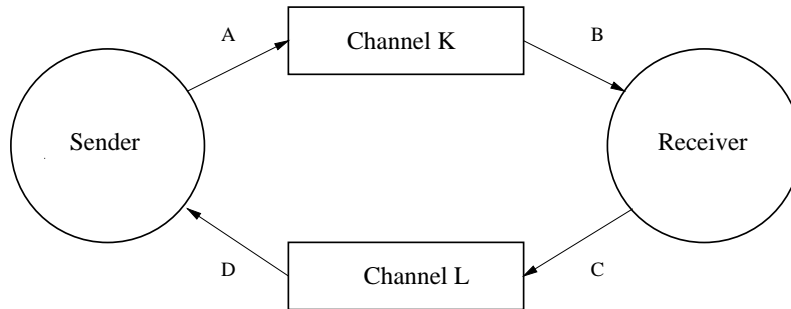 A
Channel K
B
Sender
Receiver
D
Channel L
C